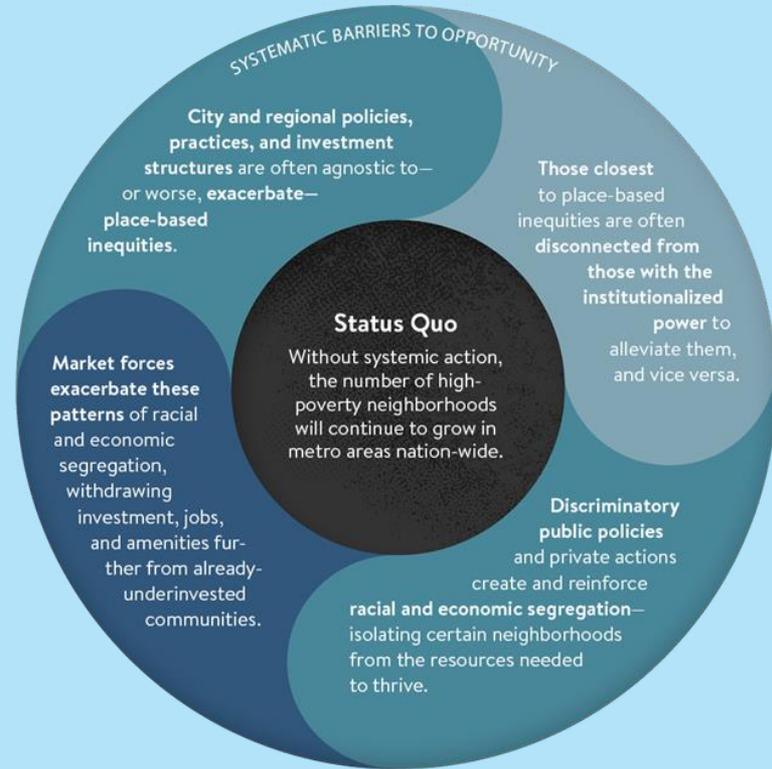 SYSTEMATIC BARRIERS TO OPPORTUNITY
City and regional policies,
practices, and investment
structures are often agnostic to—
or worse, exacerbate—
place-based
inequities.
Those closest
to place-based
inequities are often
disconnected from
those with the
institutionalized
power to
alleviate them,
and vice versa.
Discriminatory
public policies
and private actions
create and reinforce
racial and economic segregation—
isolating certain neighborhoods
from the resources needed
to thrive.
Market forces
exacerbate these
patterns of racial
and economic
segregation,
withdrawing
investment, jobs,
and amenities fur-
ther from already-
underinvested
communities.
Status Quo
Without systemic action,
the number of high-
poverty neighborhoods
will continue to grow in
metro areas nation-wide.